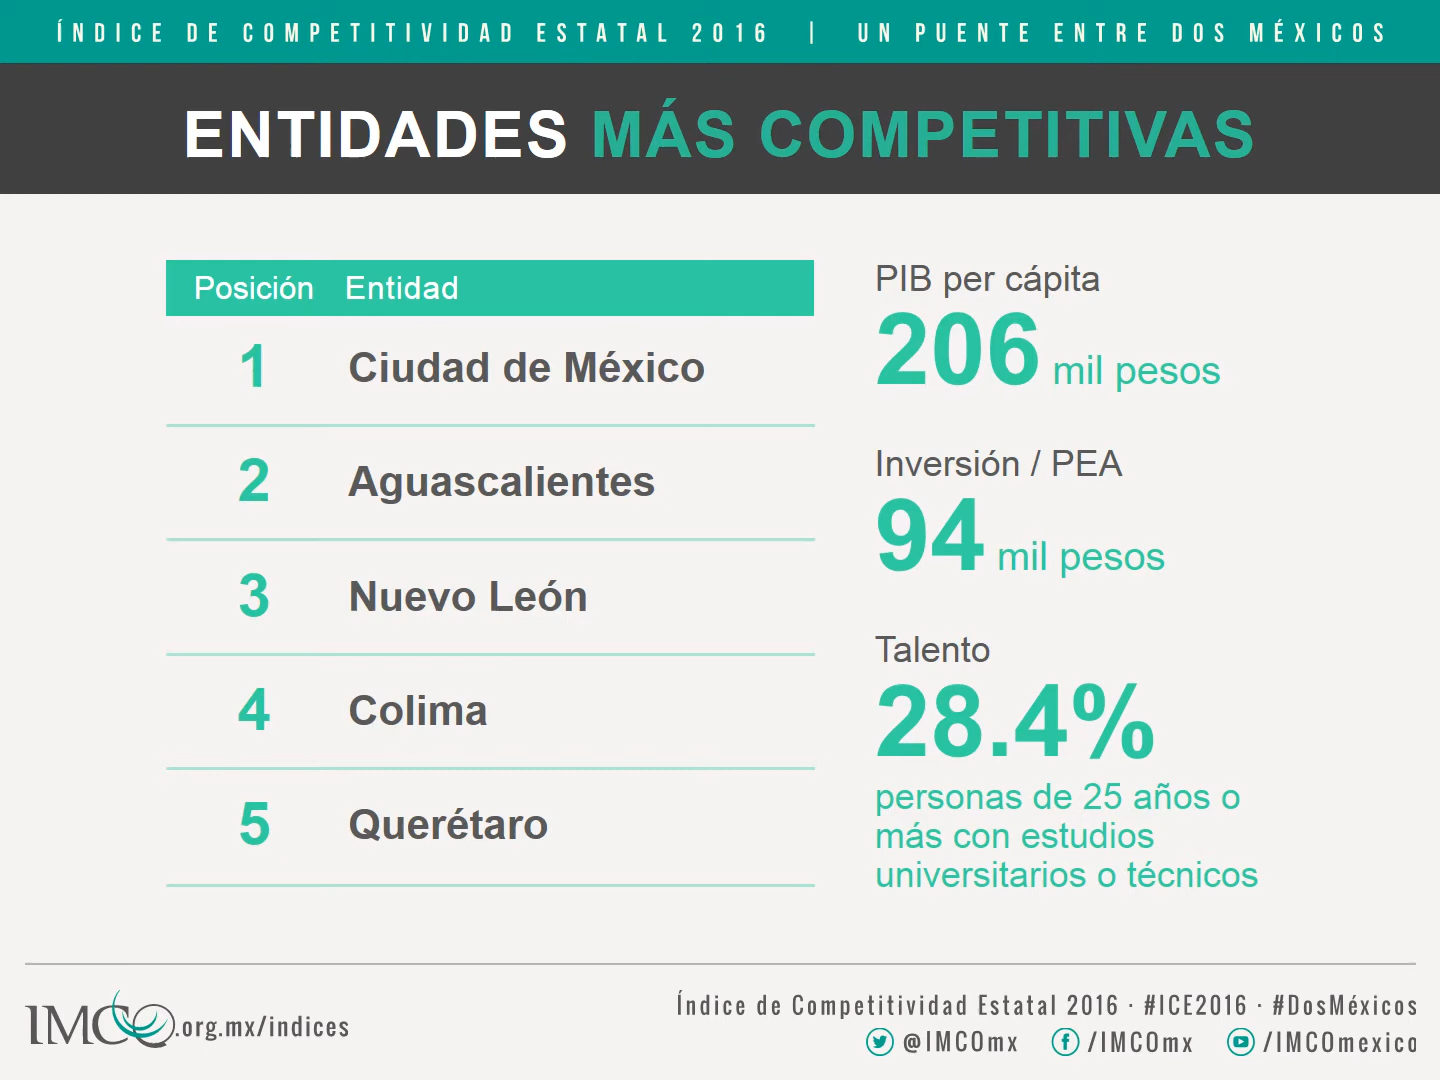 ÍNDICE DE COMPETITIVIDAD ESTATAL 2016 | UN PUENTE ENTRE DOS MÉXICOS
ENTIDADES MÁS COMPETITIVAS
Posición Entidad
1 Ciudad de México
2 Aguascalientes
3 Nuevo León
4 Colima
5 Querétaro
PIB per cápita
206 mil pesos
Inversión / PEA
94 mil pesos
Talento
28.4%
personas de 25 años o
más con estudios
universitarios o técnicos
IMCO.org.mx/indices
Índice de Competitividad Estatal 2016 · #ICE2016 · #DosMéxicos
@IMCOmx /IMCOmx /IMCOmexico